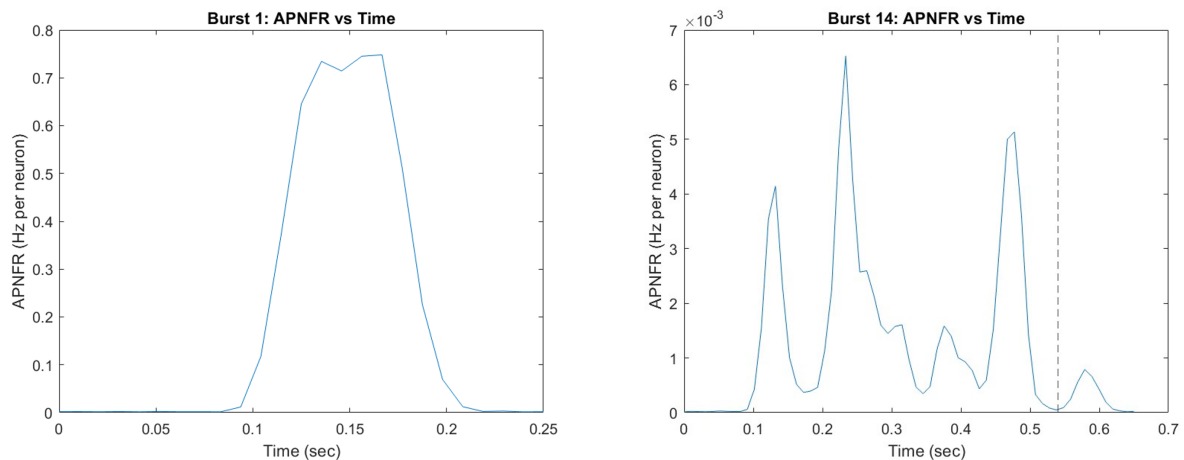 Burst 1: APNFR vs Time
0.8
0.7
0.6
0.5
0.4
0.3
0.2
0.1
0
APNFR (Hz per neuron)
0 0.05 0.1 0.15 0.2 0.25
Time (sec)
Burst 14: APNFR vs Time
×10⁻³
7
6
5
4
3
2
1
0
APNFR (Hz per neuron)
0 0.1 0.2 0.3 0.4 0.5 0.6 0.7
Time (sec)